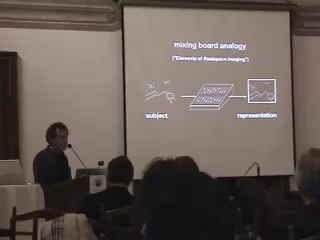 mixing board analogy
("Elements of Realspace Imaging")
subject
representation